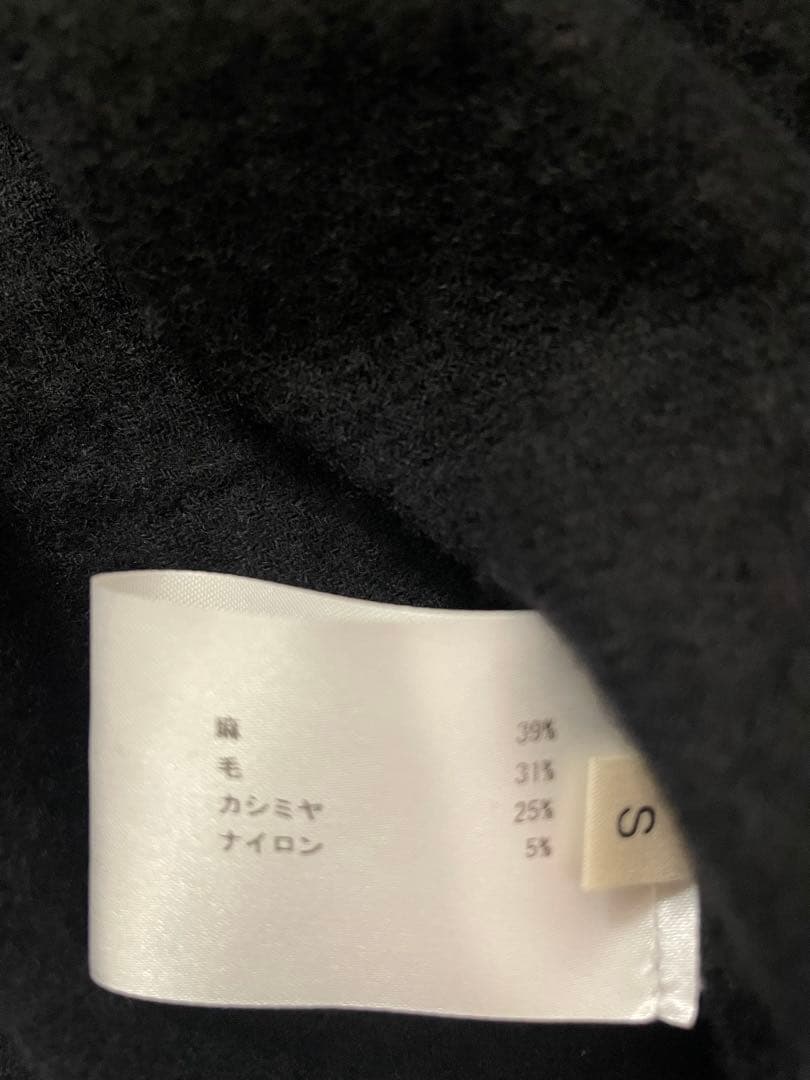 麻 39%
毛 31%
カシミヤ 25%
ナイロン 5%
S